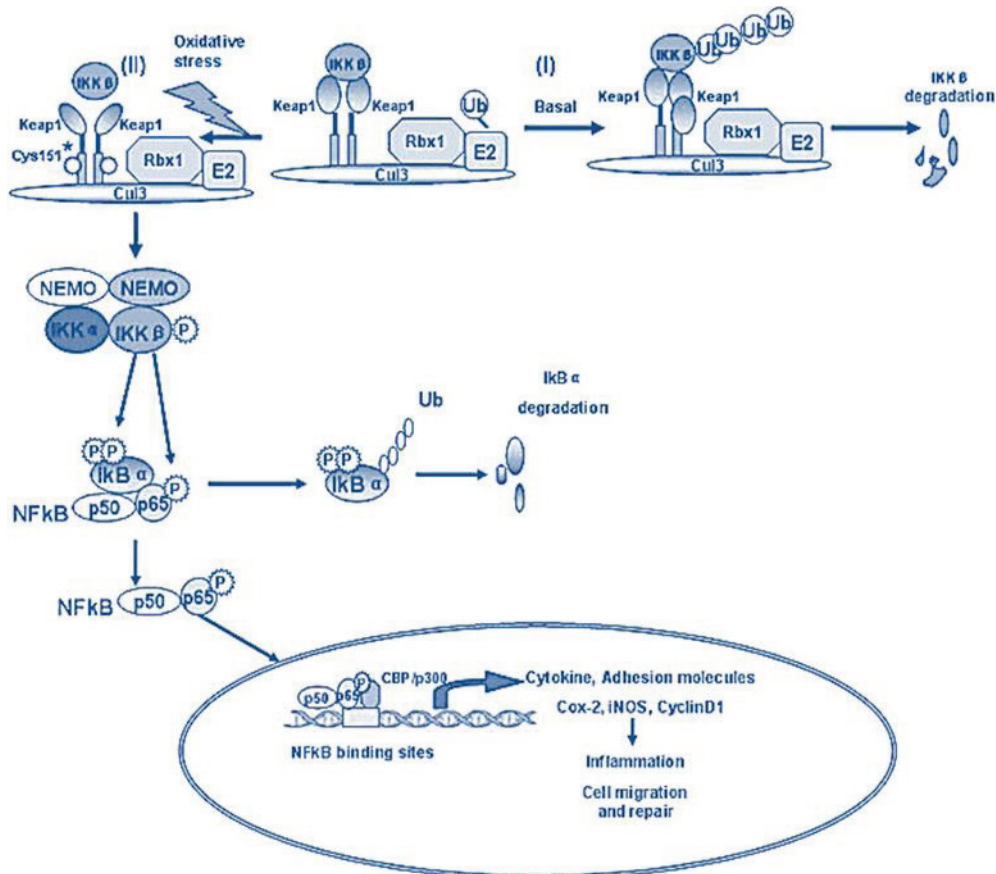 Oxidative
stress
(II)
IKK β
Keap1
Keap1
Cys151*
Rbx1
E2
Cul3
IKK β
Keap1
Keap1
Ub
Rbx1
E2
Cul3
(I)
Basal
IKK β
Ub Ub Ub Ub
Keap1
Keap1
Rbx1
E2
Cul3
IKK β
degradation
NEMO
NEMO
IKK α
IKK β
P
P P
IkB α
NFkB
p50
p65
P
Ub
P P
IkB α
IkB α
degradation
NFkB
p50
p65
P
p50
p65
P
CBP/p300
NFkB binding sites
Cytokine, Adhesion molecules
Cox-2, iNOS, CyclinD1
Inflammation
Cell migration
and repair